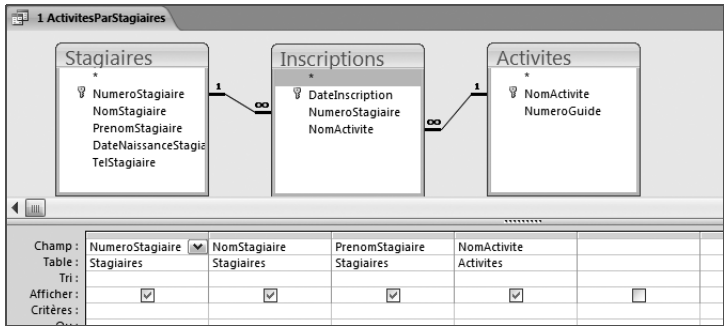 1 ActivitesParStagiaires
Stagiaires
*
NumeroStagiaire
NomStagiaire
PrenomStagiaire
DateNaissanceStagia
TelStagiaire
1
∞
Inscriptions
*
DateInscription
NumeroStagiaire
NomActivite
∞
1
Activites
*
NomActivite
NumeroGuide
Champ : NumeroStagiaire NomStagiaire PrenomStagiaire NomActivite
Table : Stagiaires Stagiaires Stagiaires Activites
Tri :
Afficher :
Critères :
Ou :